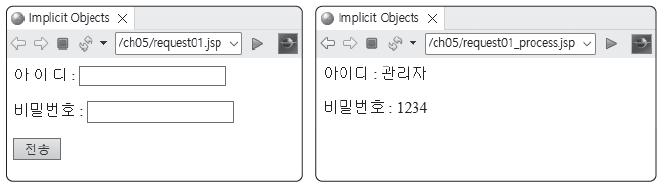 Implicit Objects
/ch05/request01.jsp
아 이 디 :
비밀번호 :
전송
Implicit Objects
/ch05/request01_process.jsp
아이디 : 관리자
비밀번호 : 1234